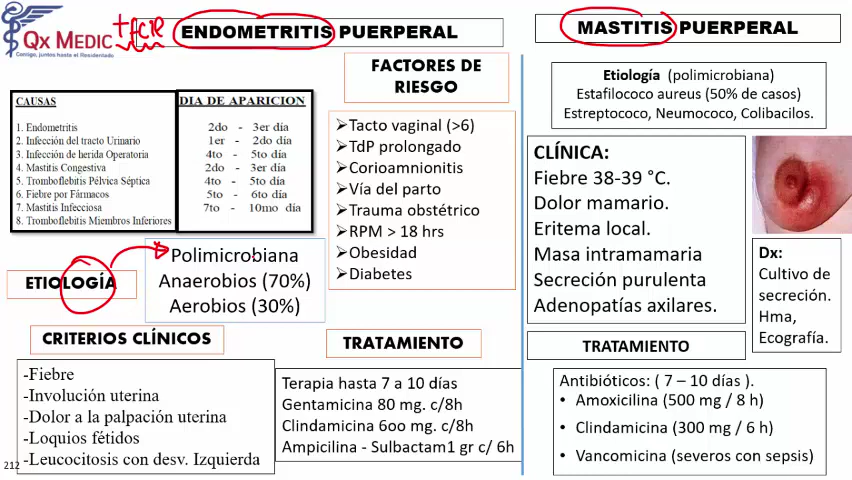 Qx MEDIC
Contigo, juntos hasta el Residentado
+ fCIR
ENDOMETRITIS PUERPERAL
MASTITIS PUERPERAL
CAUSAS
DIA DE APARICION
1. Endometritis 2do - 3er día
2. Infección del tracto Urinario 1er - 2do día
3. Infección de herida Operatoria 4to - 5to día
4. Mastitis Congestiva 2do - 3er día
5. Tromboflebitis Pélvica Séptica 4to - 5to día
6. Fiebre por Fármacos 5to - 6to día
7. Mastitis Infecciosa 7to - 10mo día
8. Tromboflebitis Miembros Inferiores
FACTORES DE
RIESGO
➢Tacto vaginal (>6)
➢TdP prolongado
➢Corioamnionitis
➢Vía del parto
➢Trauma obstétrico
➢RPM > 18 hrs
➢Obesidad
➢Diabetes
ETIOLOGÍA
Polimicrobiana
Anaerobios (70%)
Aerobios (30%)
CRITERIOS CLÍNICOS
-Fiebre
-Involución uterina
-Dolor a la palpación uterina
-Loquios fétidos
-Leucocitosis con desv. Izquierda
212
TRATAMIENTO
Terapia hasta 7 a 10 días
Gentamicina 80 mg. c/8h
Clindamicina 6oo mg. c/8h
Ampicilina - Sulbactam1 gr c/ 6h
Etiología (polimicrobiana)
Estafilococo aureus (50% de casos)
Estreptococo, Neumococo, Colibacilos.
CLÍNICA:
Fiebre 38-39 °C.
Dolor mamario.
Eritema local.
Masa intramamaria
Secreción purulenta
Adenopatías axilares.
Dx:
Cultivo de
secreción.
Hma,
Ecografía.
TRATAMIENTO
Antibióticos: ( 7 – 10 días ).
• Amoxicilina (500 mg / 8 h)
• Clindamicina (300 mg / 6 h)
• Vancomicina (severos con sepsis)